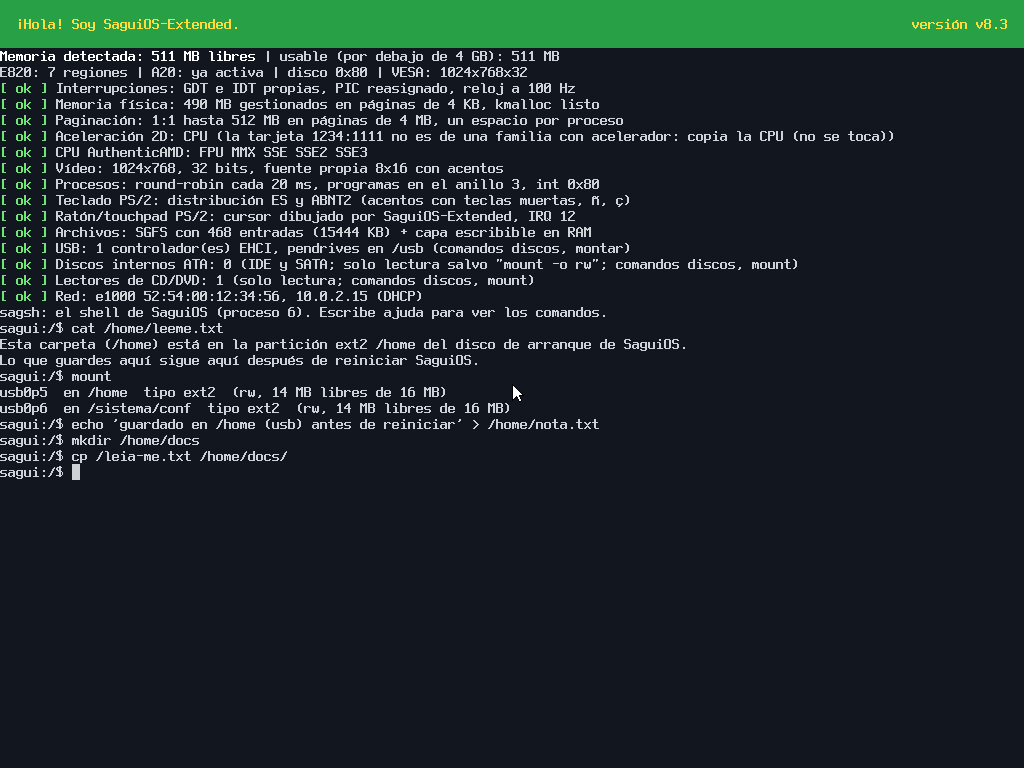 ¡Hola! Soy SaguiOS-Extended. versión v8.3
Memoria detectada: 511 MB libres | usable (por debajo de 4 GB): 511 MB
E820: 7 regiones | A20: ya activa | disco 0x80 | VESA: 1024x768x32
[ ok ] Interrupciones: GDT e IDT propias, PIC reasignado, reloj a 100 Hz
[ ok ] Memoria física: 490 MB gestionados en páginas de 4 KB, kmalloc listo
[ ok ] Paginación: 1:1 hasta 512 MB en páginas de 4 MB, un espacio por proceso
[ ok ] Aceleración 2D: CPU (la tarjeta 1234:1111 no es de una familia con acelerador: copia la CPU (no se toca))
[ ok ] CPU AuthenticAMD: FPU MMX SSE SSE2 SSE3
[ ok ] Vídeo: 1024x768, 32 bits, fuente propia 8x16 con acentos
[ ok ] Procesos: round-robin cada 20 ms, programas en el anillo 3, int 0x80
[ ok ] Teclado PS/2: distribución ES y ABNT2 (acentos con teclas muertas, ñ, ç)
[ ok ] Ratón/touchpad PS/2: cursor dibujado por SaguiOS-Extended, IRQ 12
[ ok ] Archivos: SGFS con 468 entradas (15444 KB) + capa escribible en RAM
[ ok ] USB: 1 controlador(es) EHCI, pendrives en /usb (comandos discos, montar)
[ ok ] Discos internos ATA: 0 (IDE y SATA; solo lectura salvo "mount -o rw"; comandos discos, mount)
[ ok ] Lectores de CD/DVD: 1 (solo lectura; comandos discos, mount)
[ ok ] Red: e1000 52:54:00:12:34:56, 10.0.2.15 (DHCP)
sagsh: el shell de SaguiOS (proceso 6). Escribe ayuda para ver los comandos.
sagui:/$ cat /home/leeme.txt
Esta carpeta (/home) está en la partición ext2 /home del disco de arranque de SaguiOS.
Lo que guardes aquí sigue aquí después de reiniciar SaguiOS.
sagui:/$ mount
usb0p5  en /home  tipo ext2  (rw, 14 MB libres de 16 MB)
usb0p6  en /sistema/conf  tipo ext2  (rw, 14 MB libres de 16 MB)
sagui:/$ echo 'guardado en /home (usb) antes de reiniciar' > /home/nota.txt
sagui:/$ mkdir /home/docs
sagui:/$ cp /leia-me.txt /home/docs/
sagui:/$